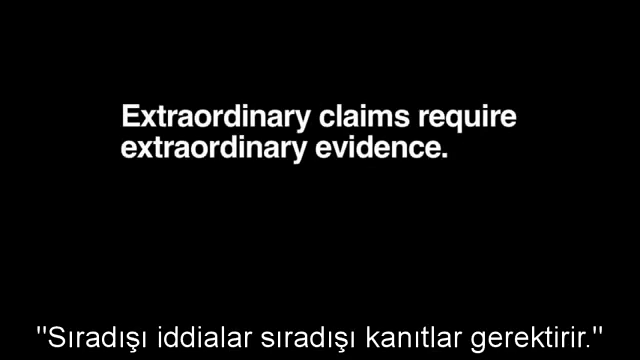 Extraordinary claims require
extraordinary evidence.
"Sıradışı iddialar sıradışı kanıtlar gerektirir."